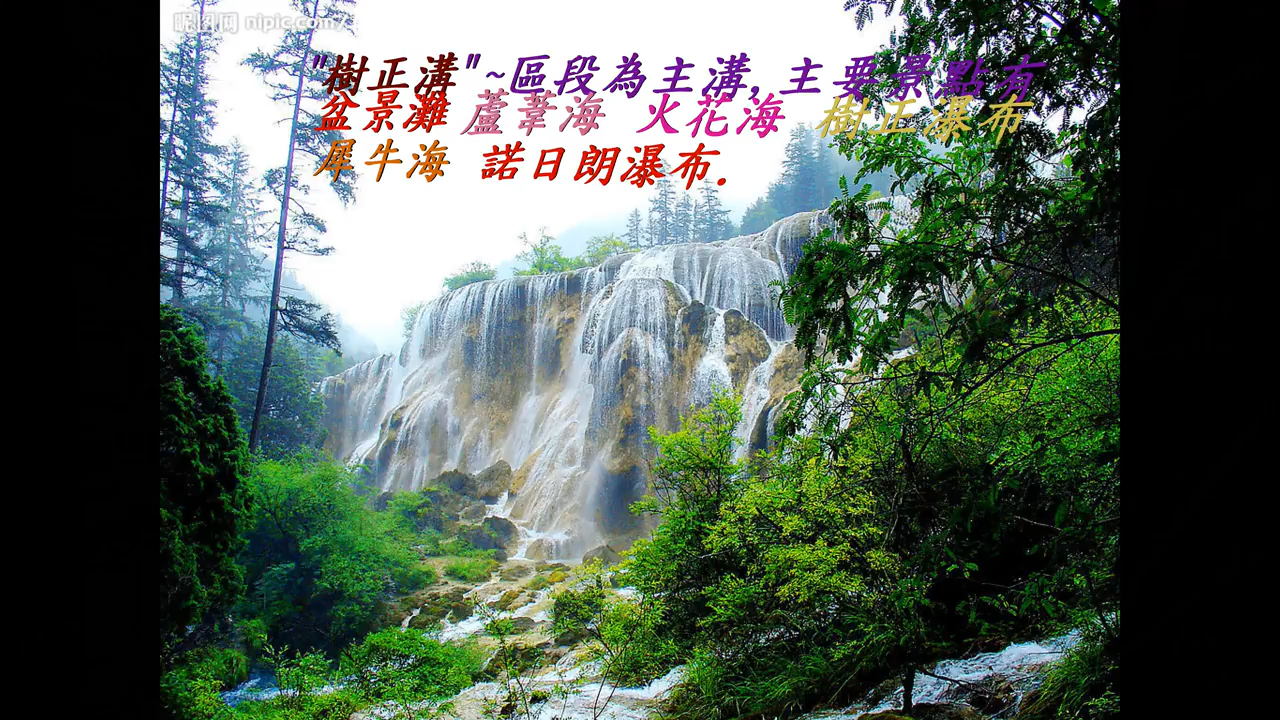 昵图网 nipic.com/
"樹正溝"~區段為主溝,主要景點有
盆景灘 蘆葦海 火花海 樹正瀑布
犀牛海 諾日朗瀑布.